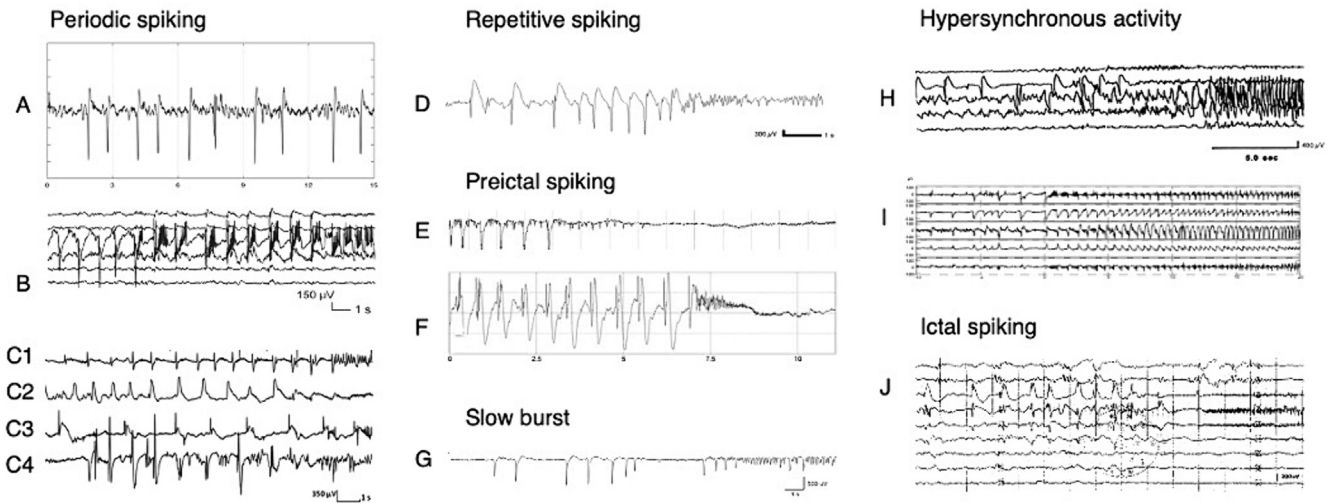 Periodic spiking
A
0 3 6 9 12 15
B
150 µV
1 s
C1
C2
C3
C4
350 µV 1 s
Repetitive spiking
D
300 µV 1 s
Preictal spiking
E
F
0 2.5 5 7.5 10
Slow burst
G
500 µV
1 s
Hypersynchronous activity
H
400 µV
5.0 sec
I
Ictal spiking
J
200 µV